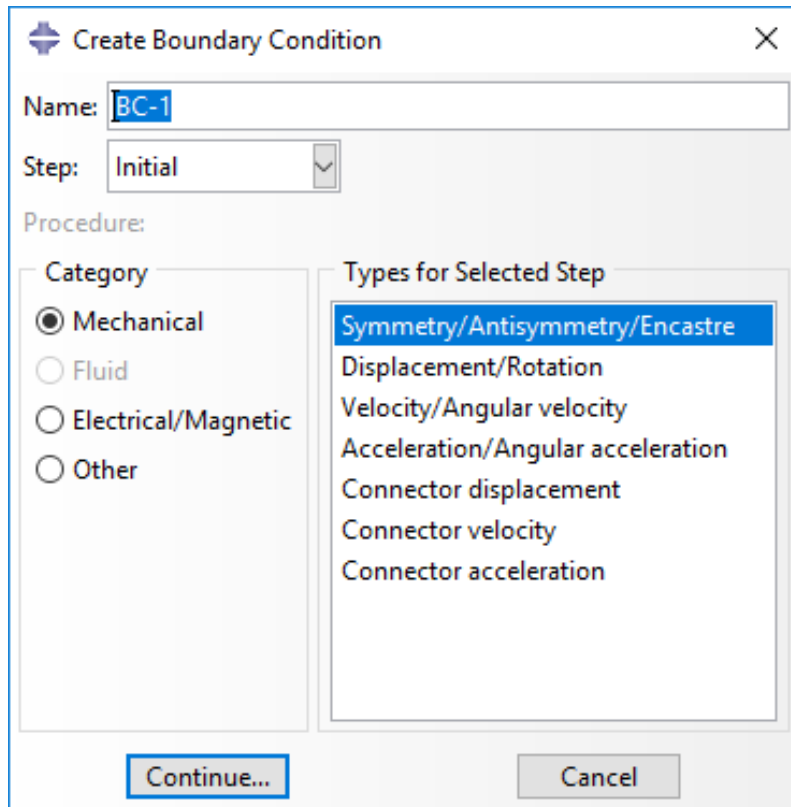 Create Boundary Condition
Name: BC-1
Step: Initial
Procedure:
Category
Mechanical
Fluid
Electrical/Magnetic
Other
Types for Selected Step
Symmetry/Antisymmetry/Encastre
Displacement/Rotation
Velocity/Angular velocity
Acceleration/Angular acceleration
Connector displacement
Connector velocity
Connector acceleration
Continue...
Cancel